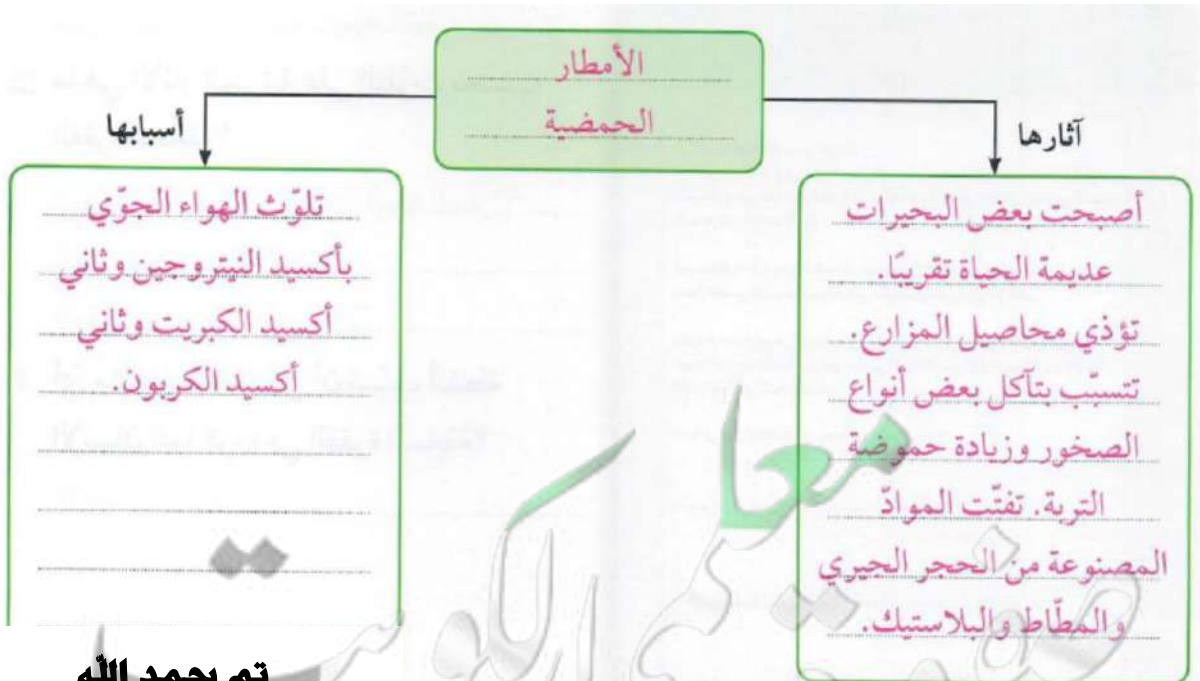 الأمطار
الحمضية
آثارها
أصبحت بعض البحيرات
عديمة الحياة تقريبًا.
تؤذي محاصيل المزارع.
تتسبّب بتآكل بعض أنواع
الصخور وزيادة حموضة
التربة. تفتّت الموادّ
المصنوعة من الحجر الجيري
والمطّاط والبلاستيك.
أسبابها
تلوّث الهواء الجوّي
بأكسيد النيتروجين وثاني
أكسيد الكبريت وثاني
أكسيد الكربون.
تم بحمد الله